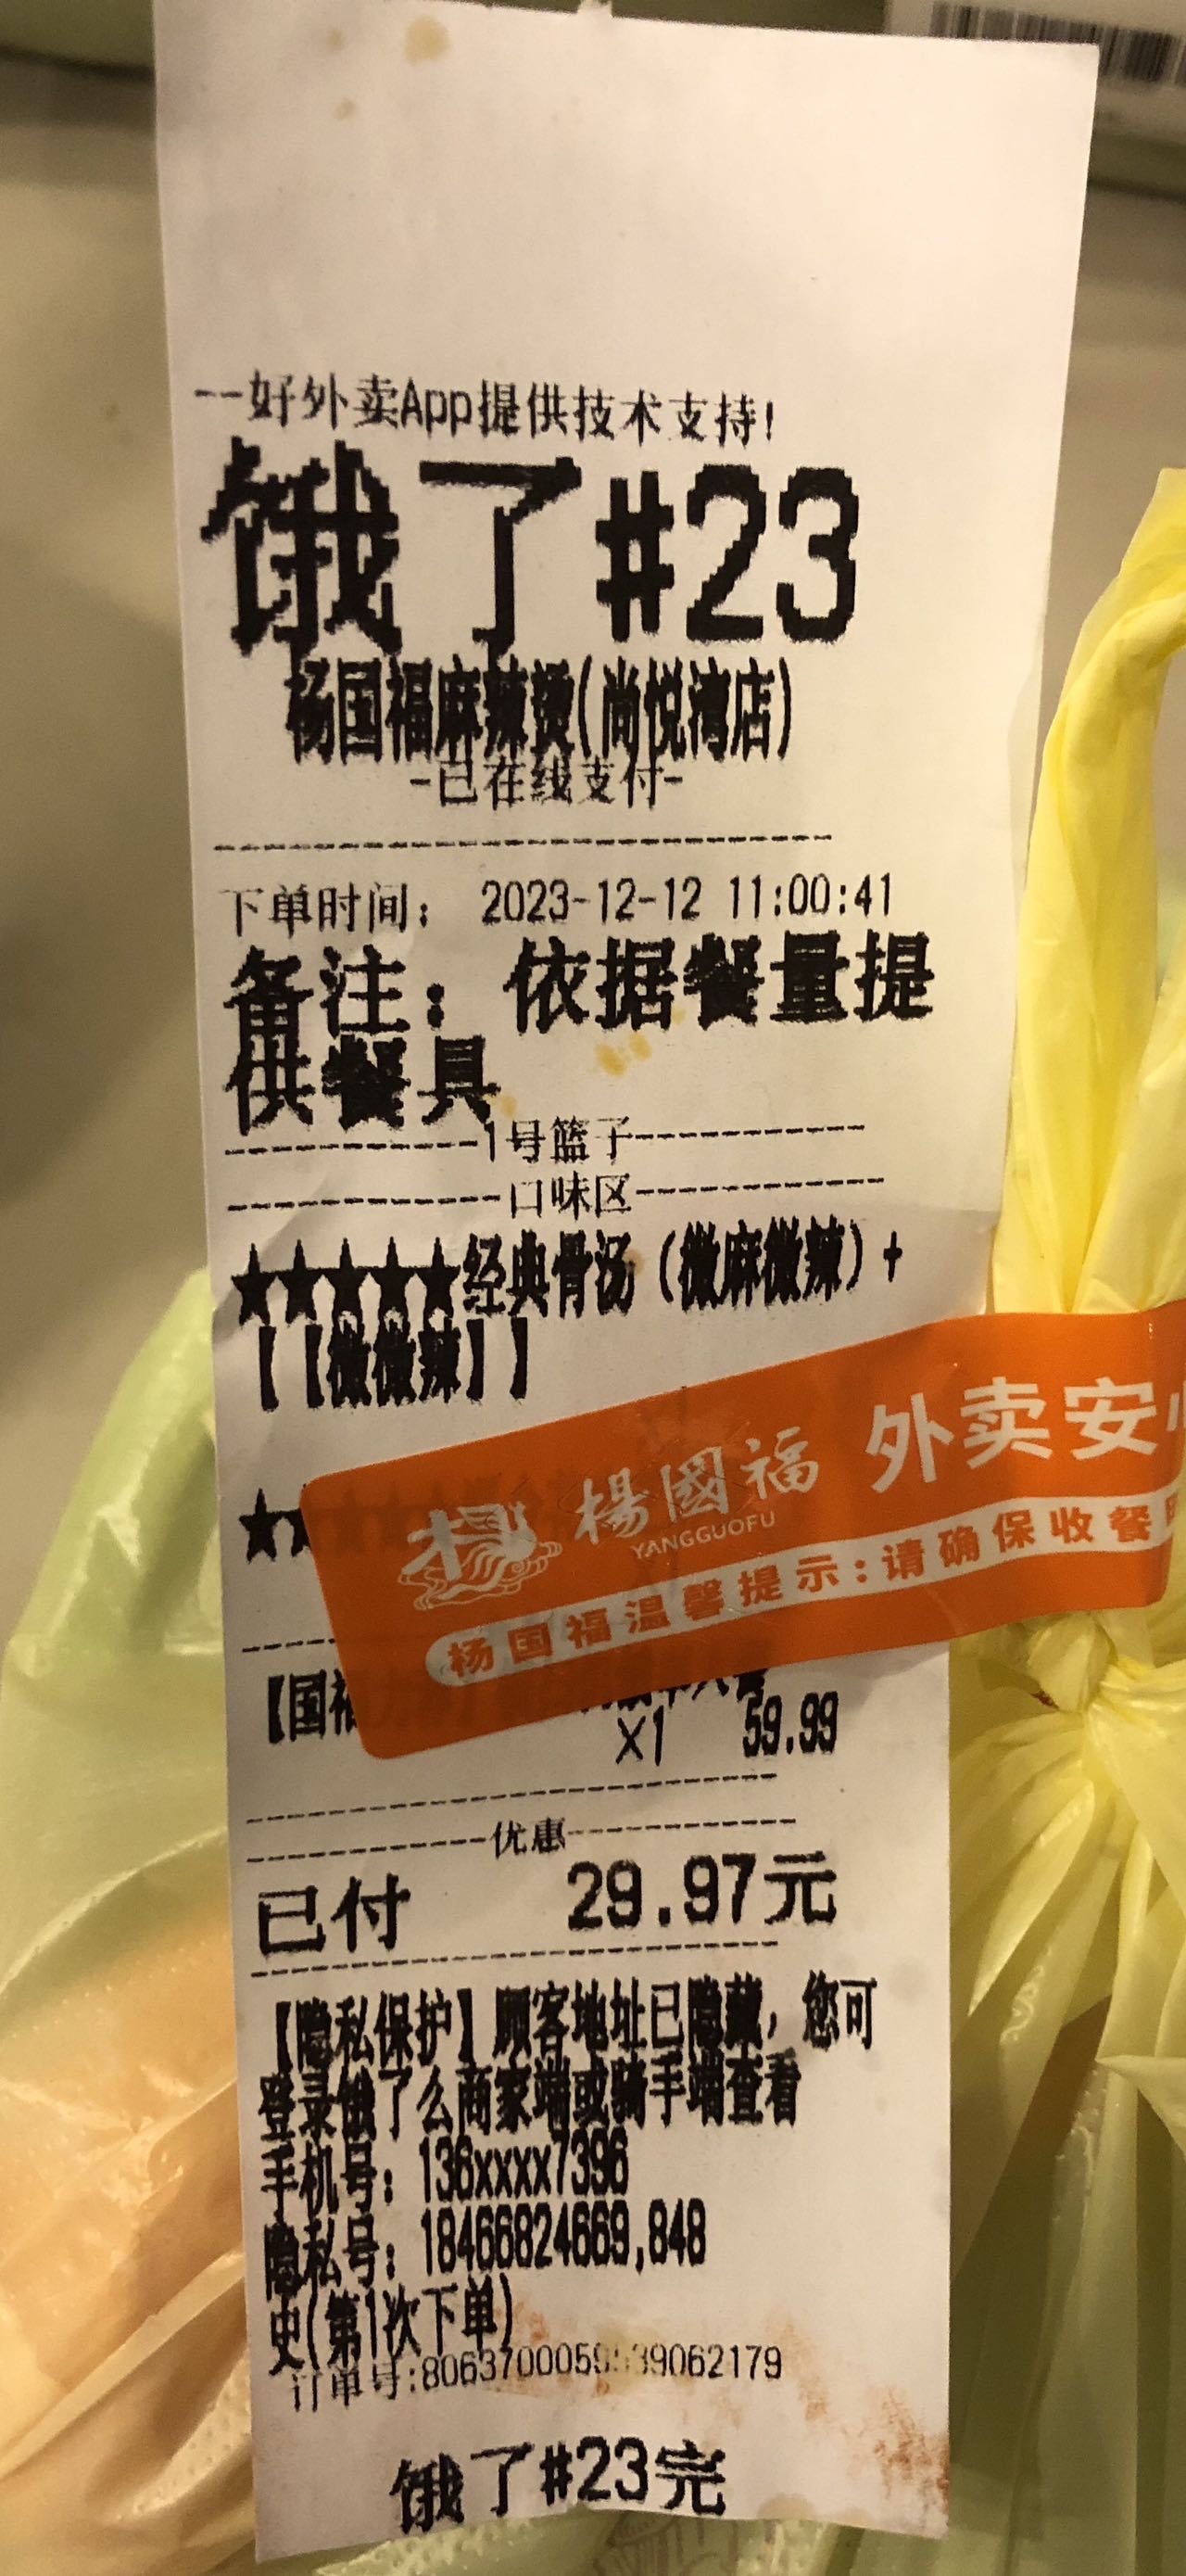 --好外卖App提供技术支持!
饿了#23
杨国福麻辣烫(尚悦湾店)
-已在线支付-
下单时间: 2023-12-12 11:00:41
备注: 依据餐量提
供餐具
1号篮子
口味区
★★★★★经典骨汤（微麻微辣）+
【【微微辣】】
楊國福 外卖安
YANGGUOFU
杨国福温馨提示:请确保收餐
★
【国福
X1 59.99
优惠
已付 29.97元
【隐私保护】顾客地址已隐藏，您可
登录饿了么商家端或骑手端查看
手机号: 136xxxx7396
隐私号: 18466824669,848
史(第1次下单)
订单号:
饿了#23完